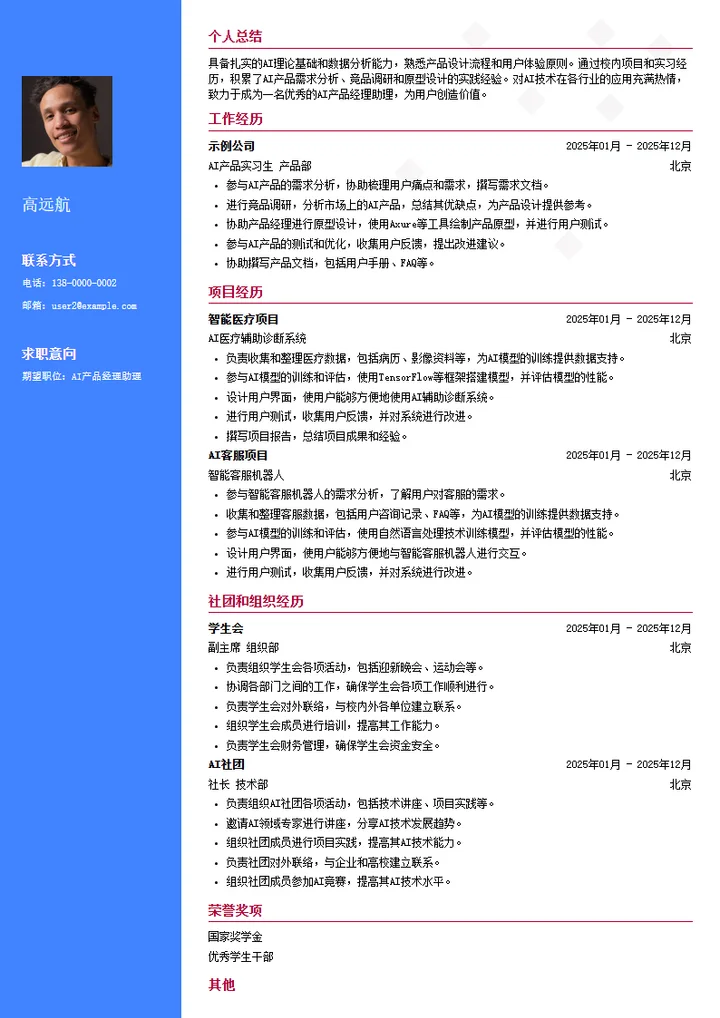 高远航
联系方式
电话：138-0000-0002
邮箱：user2@example.com
求职意向
期望职位：AI产品经理助理
个人总结
具备扎实的AI理论基础和数据分析能力，熟悉产品设计流程和用户体验原则。通过校内项目和实习经
历，积累了AI产品需求分析、竞品调研和原型设计的实践经验。对AI技术在各行业的应用充满热情，
致力于成为一名优秀的AI产品经理助理，为用户创造价值。
工作经历
示例公司 2025年01月 - 2025年12月
AI产品实习生 产品部 北京
• 参与AI产品的需求分析，协助梳理用户痛点和需求，撰写需求文档。
• 进行竞品调研，分析市场上的AI产品，总结其优缺点，为产品设计提供参考。
• 协助产品经理进行原型设计，使用Axure等工具绘制产品原型，并进行用户测试。
• 参与AI产品的测试和优化，收集用户反馈，提出改进建议。
• 协助撰写产品文档，包括用户手册、FAQ等。
项目经历
智能医疗项目 2025年01月 - 2025年12月
AI医疗辅助诊断系统 北京
• 负责收集和整理医疗数据，包括病历、影像资料等，为AI模型的训练提供数据支持。
• 参与AI模型的训练和评估，使用TensorFlow等框架搭建模型，并评估模型的性能。
• 设计用户界面，使用户能够方便地使用AI辅助诊断系统。
• 进行用户测试，收集用户反馈，并对系统进行改进。
• 撰写项目报告，总结项目成果和经验。
AI客服项目 2025年01月 - 2025年12月
智能客服机器人 北京
• 参与智能客服机器人的需求分析，了解用户对客服的需求。
• 收集和整理客服数据，包括用户咨询记录、FAQ等，为AI模型的训练提供数据支持。
• 参与AI模型的训练和评估，使用自然语言处理技术训练模型，并评估模型的性能。
• 设计用户界面，使用户能够方便地与智能客服机器人进行交互。
• 进行用户测试，收集用户反馈，并对系统进行改进。
社团和组织经历
学生会 2025年01月 - 2025年12月
副主席 组织部 北京
• 负责组织学生会各项活动，包括迎新晚会、运动会等。
• 协调各部门之间的工作，确保学生会各项工作顺利进行。
• 负责学生会对外联络，与校内外各单位建立联系。
• 组织学生会成员进行培训，提高其工作能力。
• 负责学生会财务管理，确保学生会资金安全。
AI社团 2025年01月 - 2025年12月
社长 技术部 北京
• 负责组织AI社团各项活动，包括技术讲座、项目实践等。
• 邀请AI领域专家进行讲座，分享AI技术发展趋势。
• 组织社团成员进行项目实践，提高其AI技术能力。
• 负责社团对外联络，与企业和高校建立联系。
• 组织社团成员参加AI竞赛，提高其AI技术水平。
荣誉奖项
国家奖学金
优秀学生干部
其他